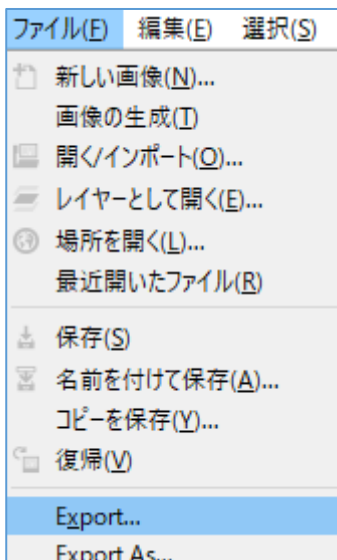 ファイル(F) 編集(E) 選択(S)
新しい画像(N)...
画像の生成(T)
開く/インポート(O)...
レイヤーとして開く(E)...
場所を開く(L)...
最近開いたファイル(R)
保存(S)
名前を付けて保存(A)...
コピーを保存(Y)...
復帰(V)
Export...
Export As...